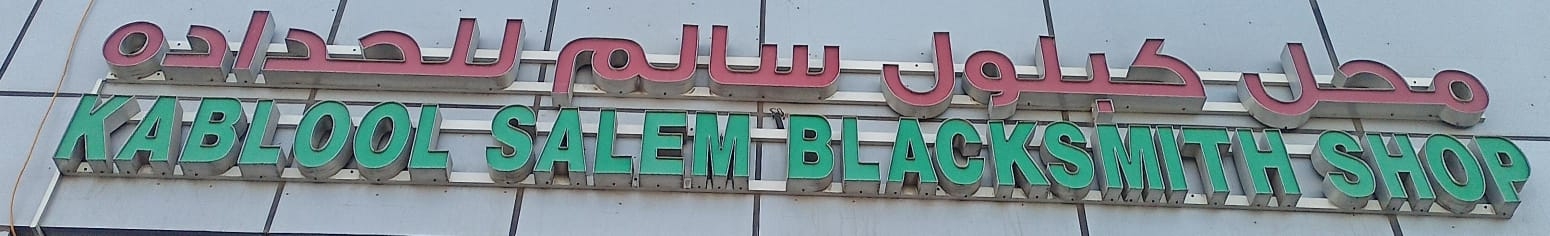 محل كبلول سالم للحداده
KABLOOL SALEM BLACKSMITH SHOP